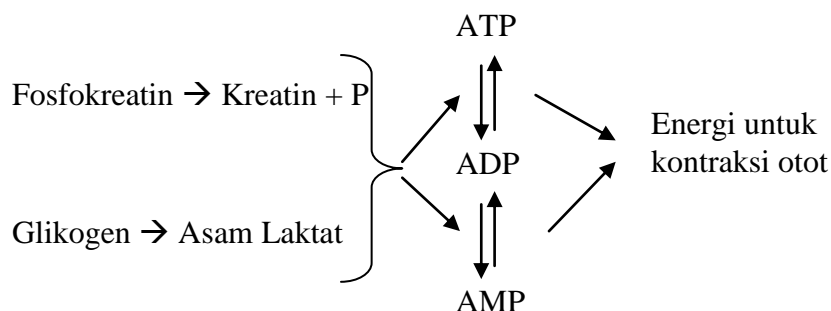 ATP
Fosfokreatin → Kreatin + P
Energi untuk
kontraksi otot
ADP
Glikogen → Asam Laktat
AMP